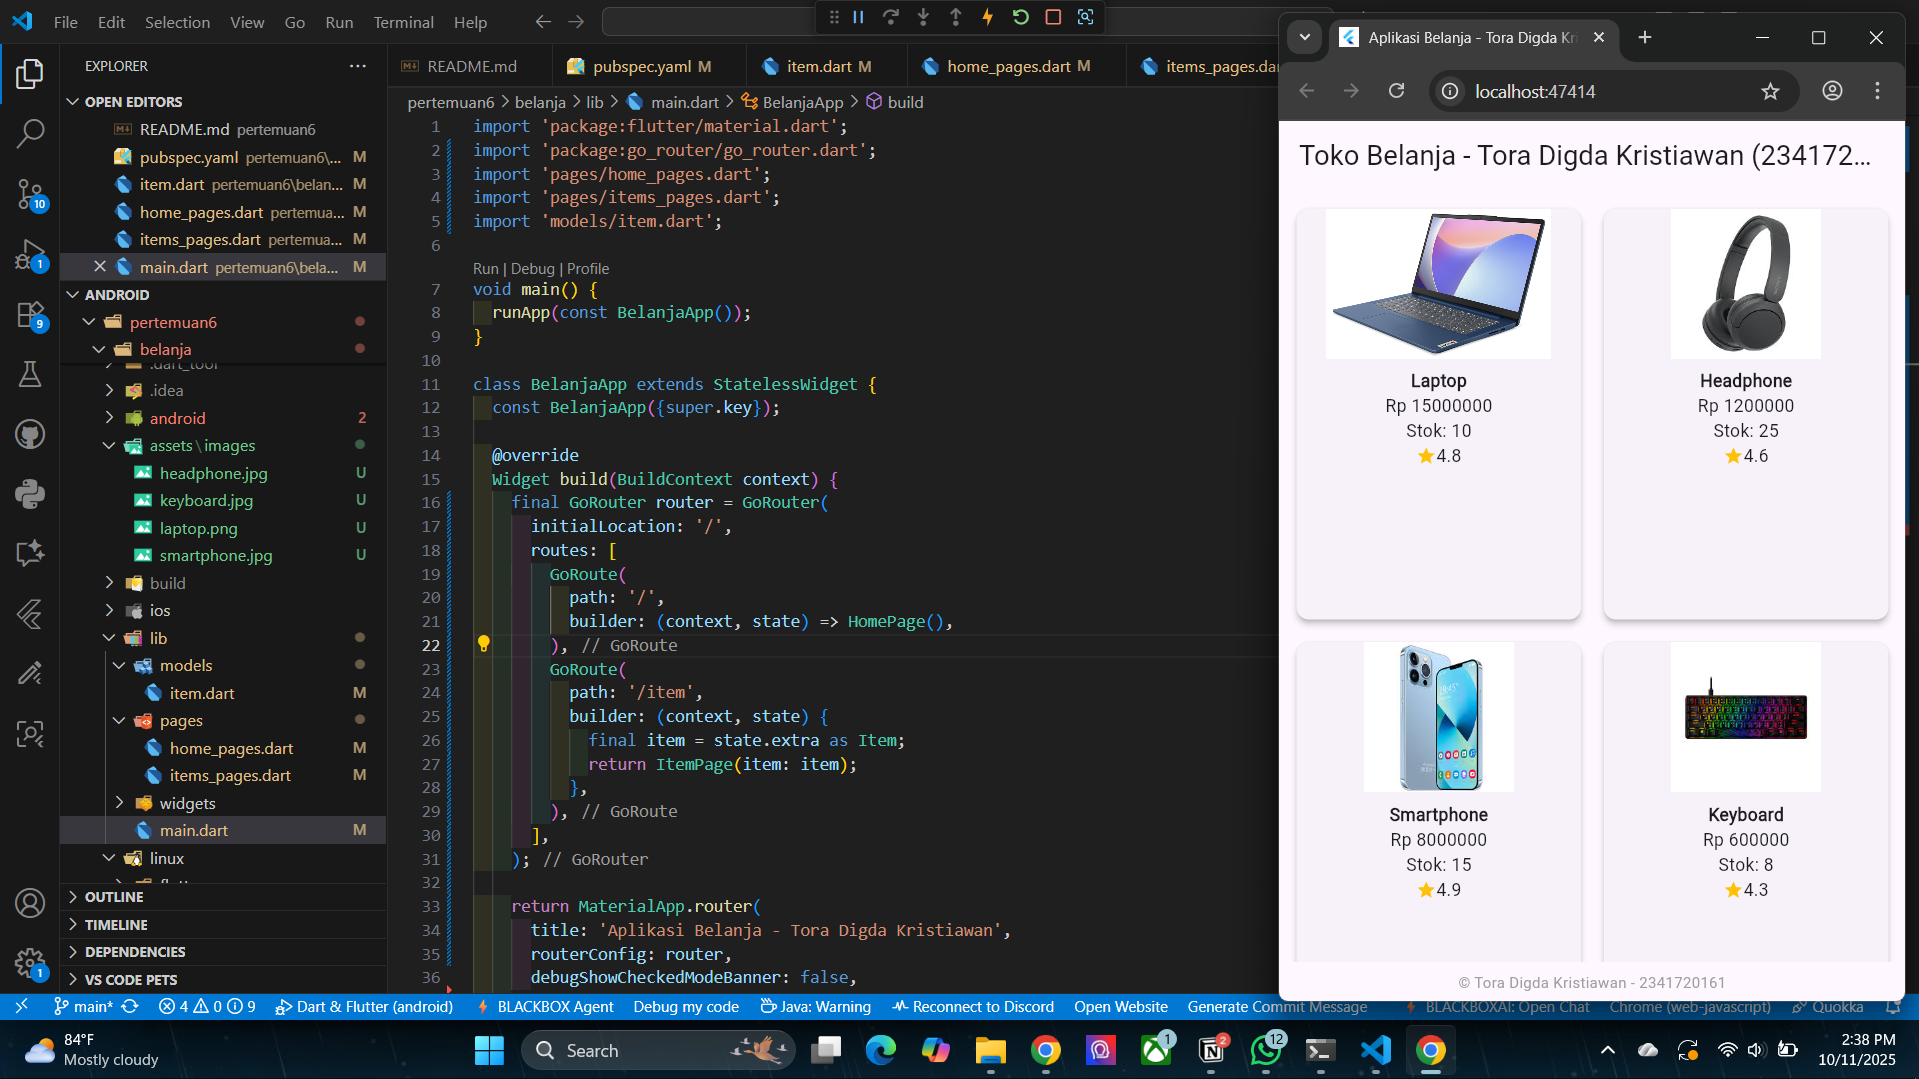 File Edit Selection View Go Run Terminal Help
EXPLORER
OPEN EDITORS
README.md pertemuan6
pubspec.yaml pertemuan6\... M
item.dart pertemuan6\belan... M
home_pages.dart pertemua... M
items_pages.dart pertemua... M
main.dart pertemuan6\bela... M
ANDROID
pertemuan6
belanja
.dart_tool
.idea
android 2
assets\images
headphone.jpg U
keyboard.jpg U
laptop.png U
smartphone.jpg U
build
ios
lib
models
item.dart M
pages
home_pages.dart M
items_pages.dart M
widgets
main.dart M
linux
OUTLINE
TIMELINE
DEPENDENCIES
VS CODE PETS
10
1
9
1
README.md
pubspec.yaml M
item.dart M
home_pages.dart M
items_pages.dar
pertemuan6 > belanja > lib > main.dart > BelanjaApp > build
1 import 'package:flutter/material.dart';
2 import 'package:go_router/go_router.dart';
3 import 'pages/home_pages.dart';
4 import 'pages/items_pages.dart';
5 import 'models/item.dart';
6
Run | Debug | Profile
7 void main() {
8 runApp(const BelanjaApp());
9 }
10
11 class BelanjaApp extends StatelessWidget {
12 const BelanjaApp({super.key});
13
14 @override
15 Widget build(BuildContext context) {
16 final GoRouter router = GoRouter(
17 initialLocation: '/',
18 routes: [
19 GoRoute(
20 path: '/',
21 builder: (context, state) => HomePage(),
22 ), // GoRoute
23 GoRoute(
24 path: '/item',
25 builder: (context, state) {
26 final item = state.extra as Item;
27 return ItemPage(item: item);
28 },
29 ), // GoRoute
30 ],
31 ); // GoRouter
32
33 return MaterialApp.router(
34 title: 'Aplikasi Belanja - Tora Digda Kristiawan',
35 routerConfig: router,
36 debugShowCheckedModeBanner: false,
Aplikasi Belanja - Tora Digda Kri
localhost:47414
Toko Belanja - Tora Digda Kristiawan (234172...
Laptop
Rp 15000000
Stok: 10
4.8
Headphone
Rp 1200000
Stok: 25
4.6
Smartphone
Rp 8000000
Stok: 15
4.9
Keyboard
Rp 600000
Stok: 8
4.3
© Tora Digda Kristiawan - 2341720161
main* 4 0 9 Dart & Flutter (android) BLACKBOX Agent Debug my code Java: Warning Reconnect to Discord Open Website Generate Commit Message BLACKBOXAI: Open Chat Chrome (web-javascript) Quokka
84°F
Mostly cloudy
Search
1
2
12
2:38 PM
10/11/2025